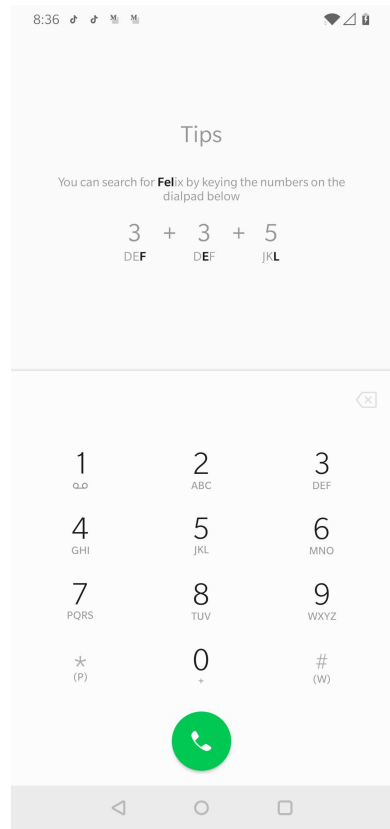 8:36
Tips
You can search for Felix by keying the numbers on the
dialpad below
3 + 3 + 5
DEF DEF JKL
1 2 3
ABC DEF
4 5 6
GHI JKL MNO
7 8 9
PQRS TUV WXYZ
* 0 #
(P) + (W)